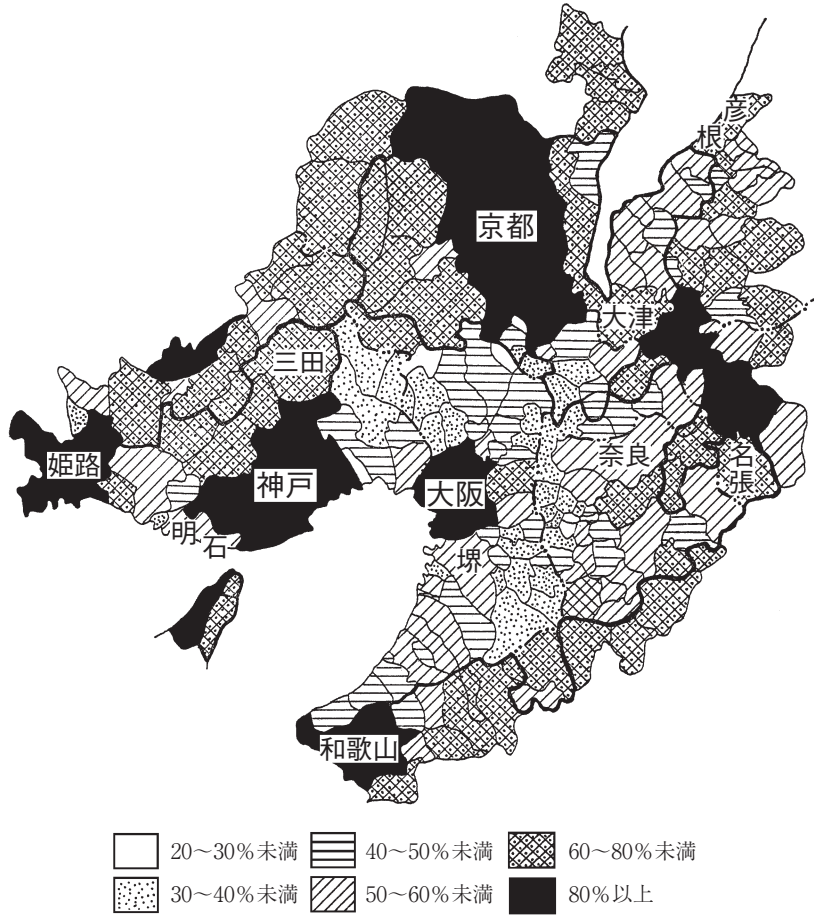 彦根
京都
大津
三田
奈良
名張
姫路
神戸
大阪
明石
堺
和歌山
20～30%未満
40～50%未満
60～80%未満
30～40%未満
50～60%未満
80%以上